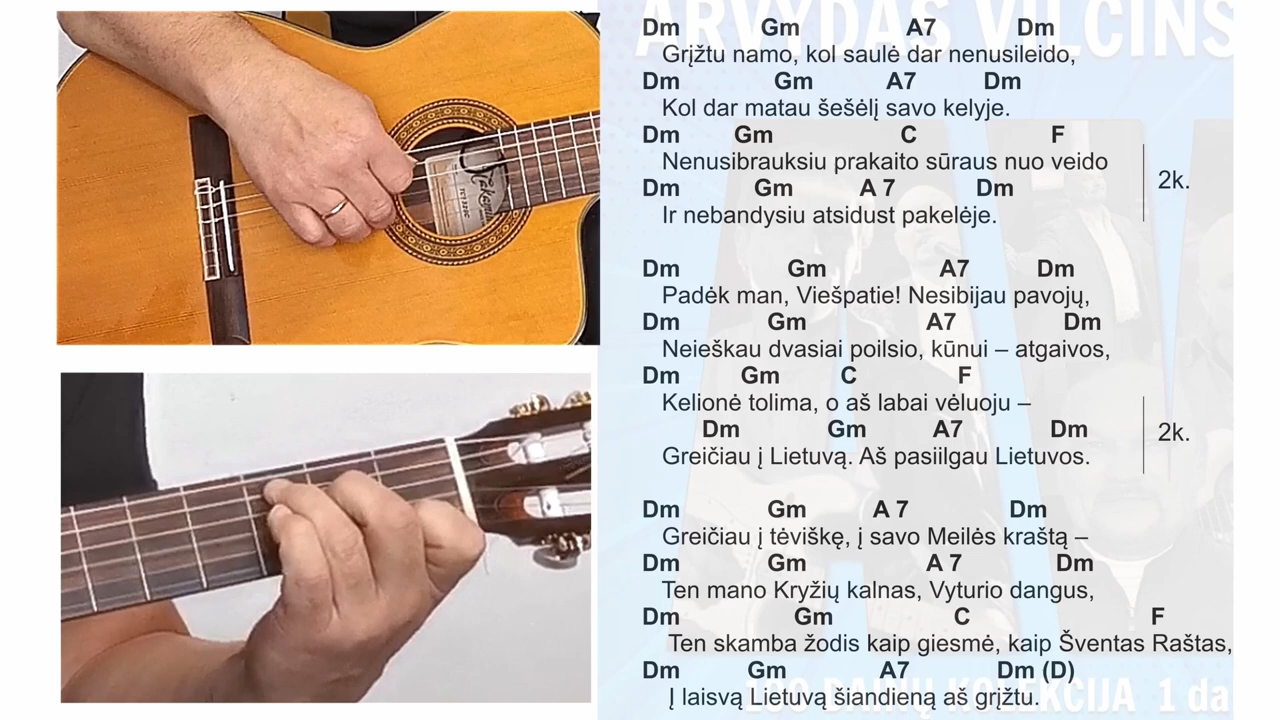 ARVYDAS VILČINS
Dm Gm A7 Dm
Grįžtu namo, kol saulė dar nenusileido,
Dm Gm A7 Dm
Kol dar matau šešėlį savo kelyje.
Dm Gm C F
Nenusibrauksiu prakaito sūraus nuo veido
2k.
Dm Gm A 7 Dm
Ir nebandysiu atsidust pakelėje.
Dm Gm A7 Dm
Padėk man, Viešpatie! Nesibijau pavojų,
Dm Gm A7 Dm
Neieškau dvasiai poilsio, kūnui – atgaivos,
Dm Gm C F
Kelionė tolima, o aš labai vėluoju –
2k.
Dm Gm A7 Dm
Greičiau į Lietuvą. Aš pasiilgau Lietuvos.
Dm Gm A 7 Dm
Greičiau į tėviškę, į savo Meilės kraštą –
Dm Gm A 7 Dm
Ten mano Kryžių kalnas, Vyturio dangus,
Dm Gm C F
Ten skamba žodis kaip giesmė, kaip Šventas Raštas,
Dm Gm A7 Dm (D)
Į laisvą Lietuvą šiandieną aš grįžtu.
100 DAINŲ KOLEKCIJA 1 da